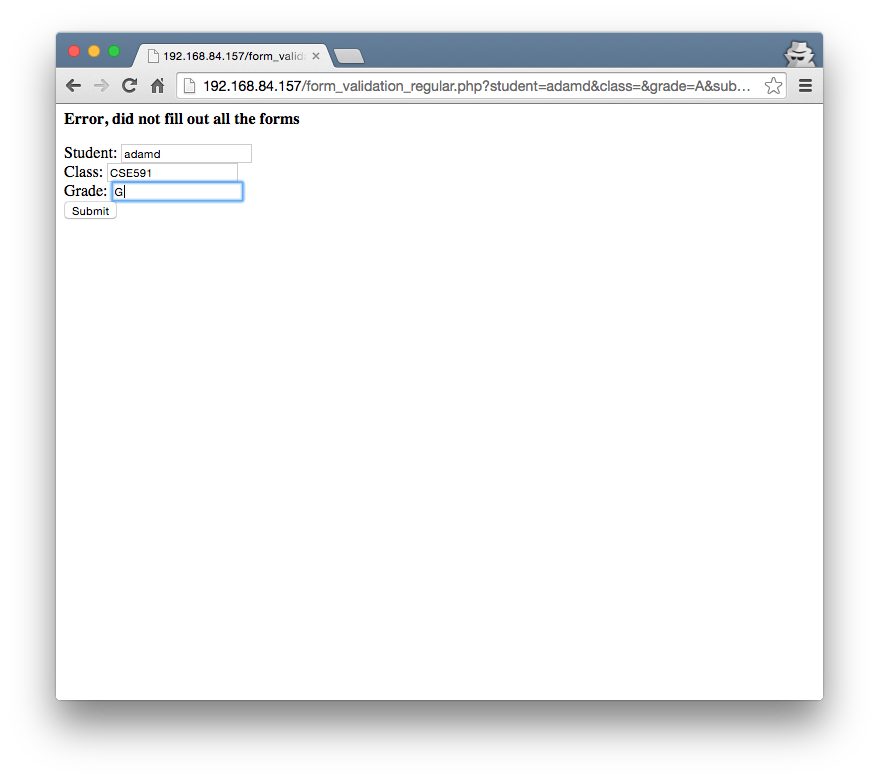 192.168.84.157/form_valid
192.168.84.157/form_validation_regular.php?student=adamd&class=&grade=A&sub...
Error, did not fill out all the forms
Student: adamd
Class: CSE591
Grade: G
Submit